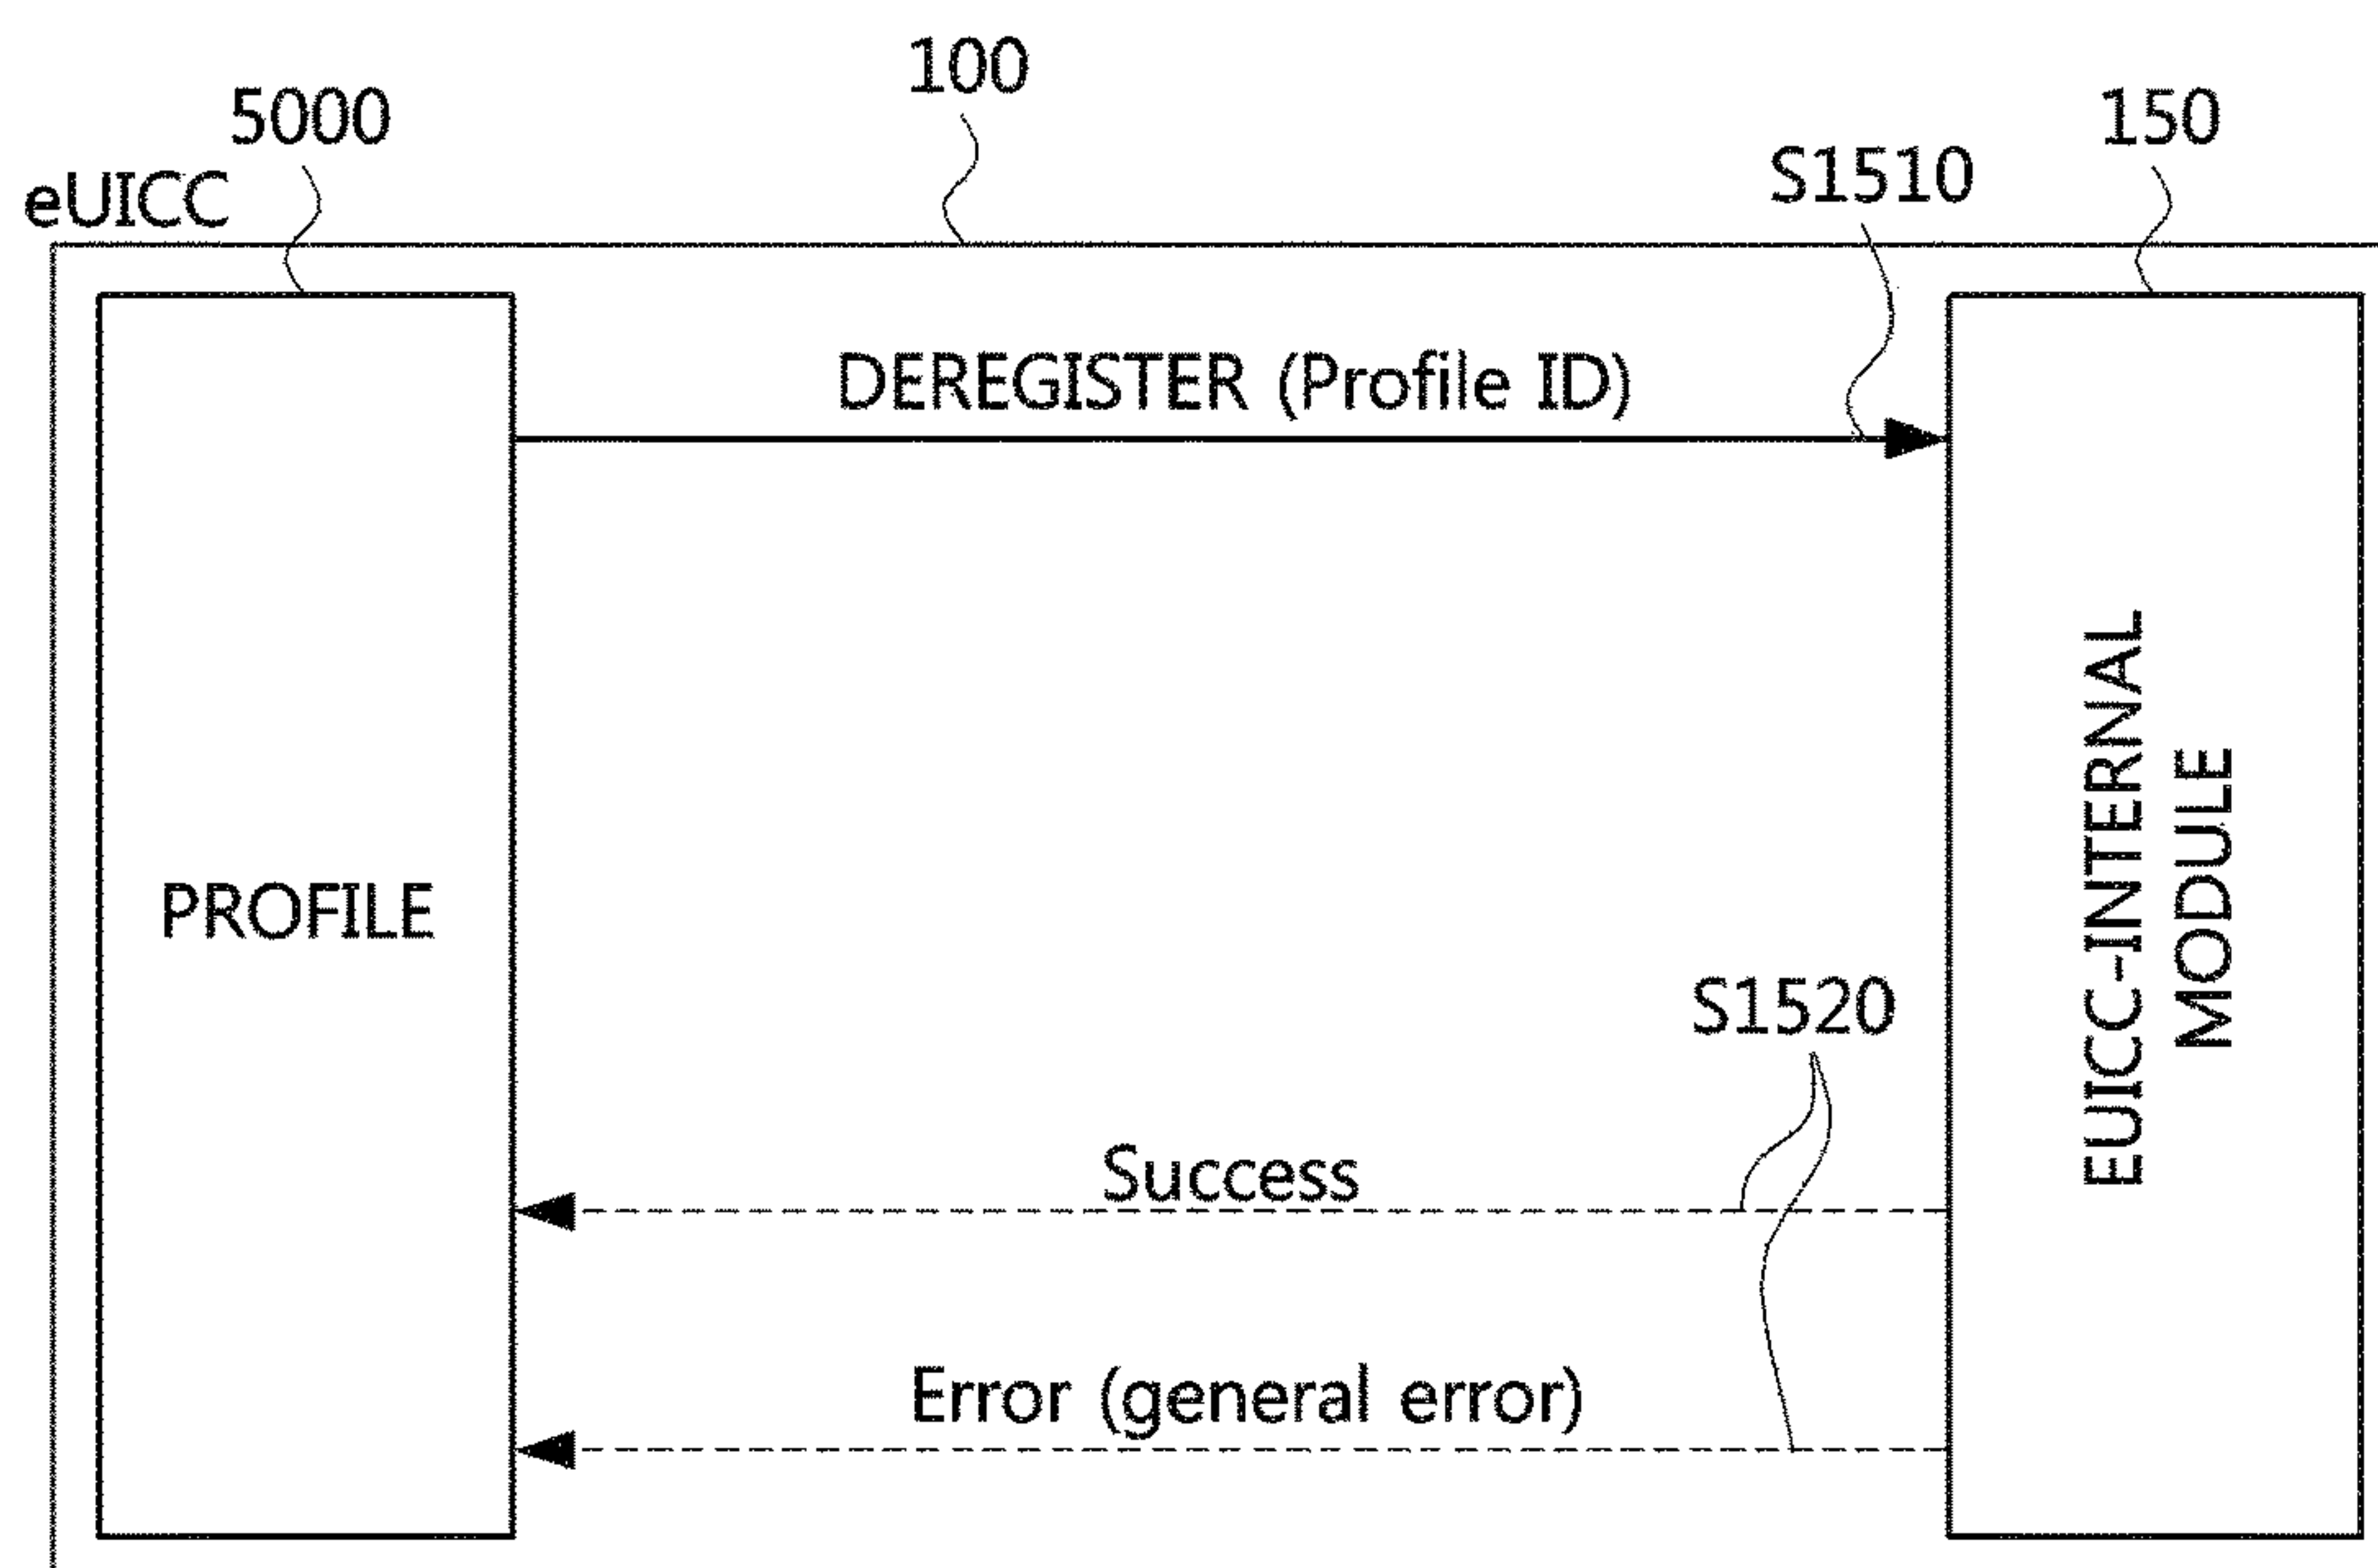 100
5000
150
S1510
eUICC
DEREGISTER (Profile ID)
PROFILE
EUICC-INTERNAL
MODULE
S1520
Success
Error (general error)